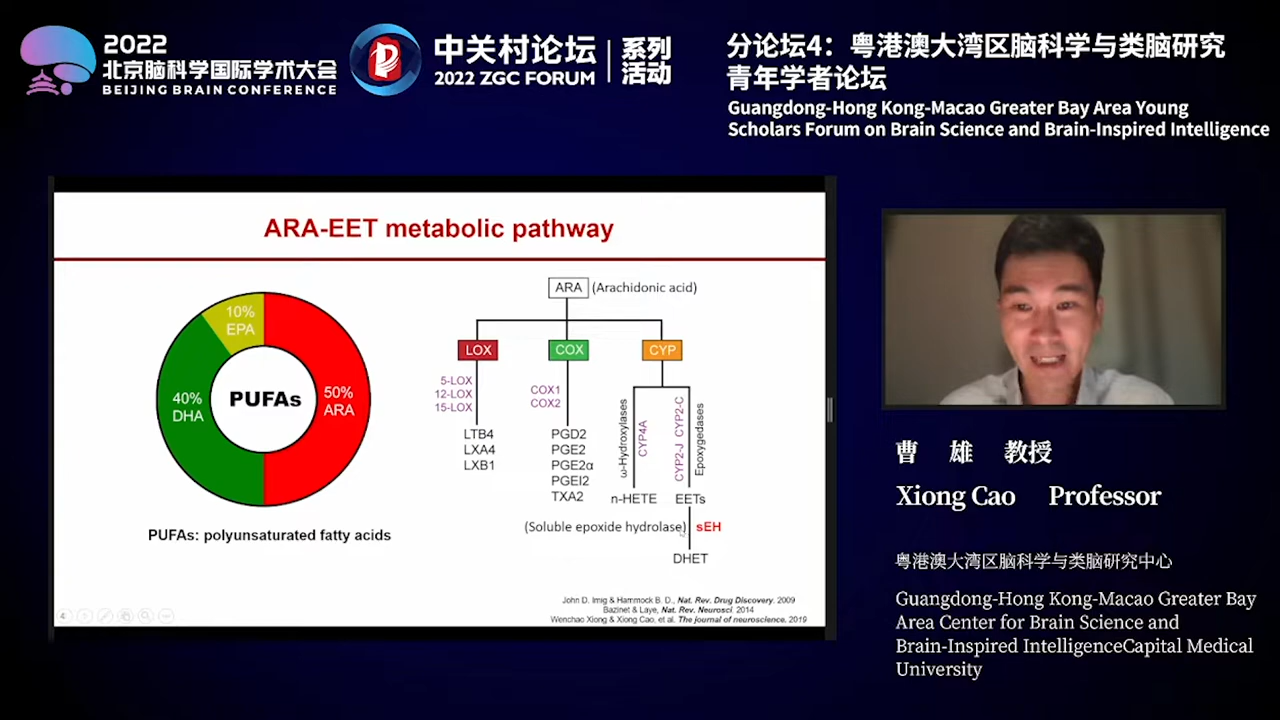 2022
北京脑科学国际学术大会
BEIJING BRAIN CONFERENCE
中关村论坛
2022 ZGC FORUM
系列
活动
分论坛4：粤港澳大湾区脑科学与类脑研究
青年学者论坛
Guangdong-Hong Kong-Macao Greater Bay Area Young
Scholars Forum on Brain Science and Brain-Inspired Intelligence
ARA-EET metabolic pathway
10%
EPA
40%
DHA
PUFAs
50%
ARA
PUFAs: polyunsaturated fatty acids
ARA (Arachidonic acid)
LOX
COX
CYP
5-LOX
12-LOX
15-LOX
COX1
COX2
ω-Hydroxylases
CYP4A
CYP2-J CYP2-C
Epoxygedases
LTB4
LXA4
LXB1
PGD2
PGE2
PGE2α
PGEI2
TXA2
n-HETE
EETs
(Soluble epoxide hydrolase) sEH
DHET
John D. Imig & Hammock B. D., Nat. Rev. Drug Discovery. 2009
Bazinet & Laye, Nat. Rev. Neurosci. 2014
Wenchao Xiong & Xiong Cao, et al. The journal of neuroscience, 2019
曹 雄 教授
Xiong Cao Professor
粤港澳大湾区脑科学与类脑研究中心
Guangdong-Hong Kong-Macao Greater Bay
Area Center for Brain Science and
Brain-Inspired IntelligenceCapital Medical
University